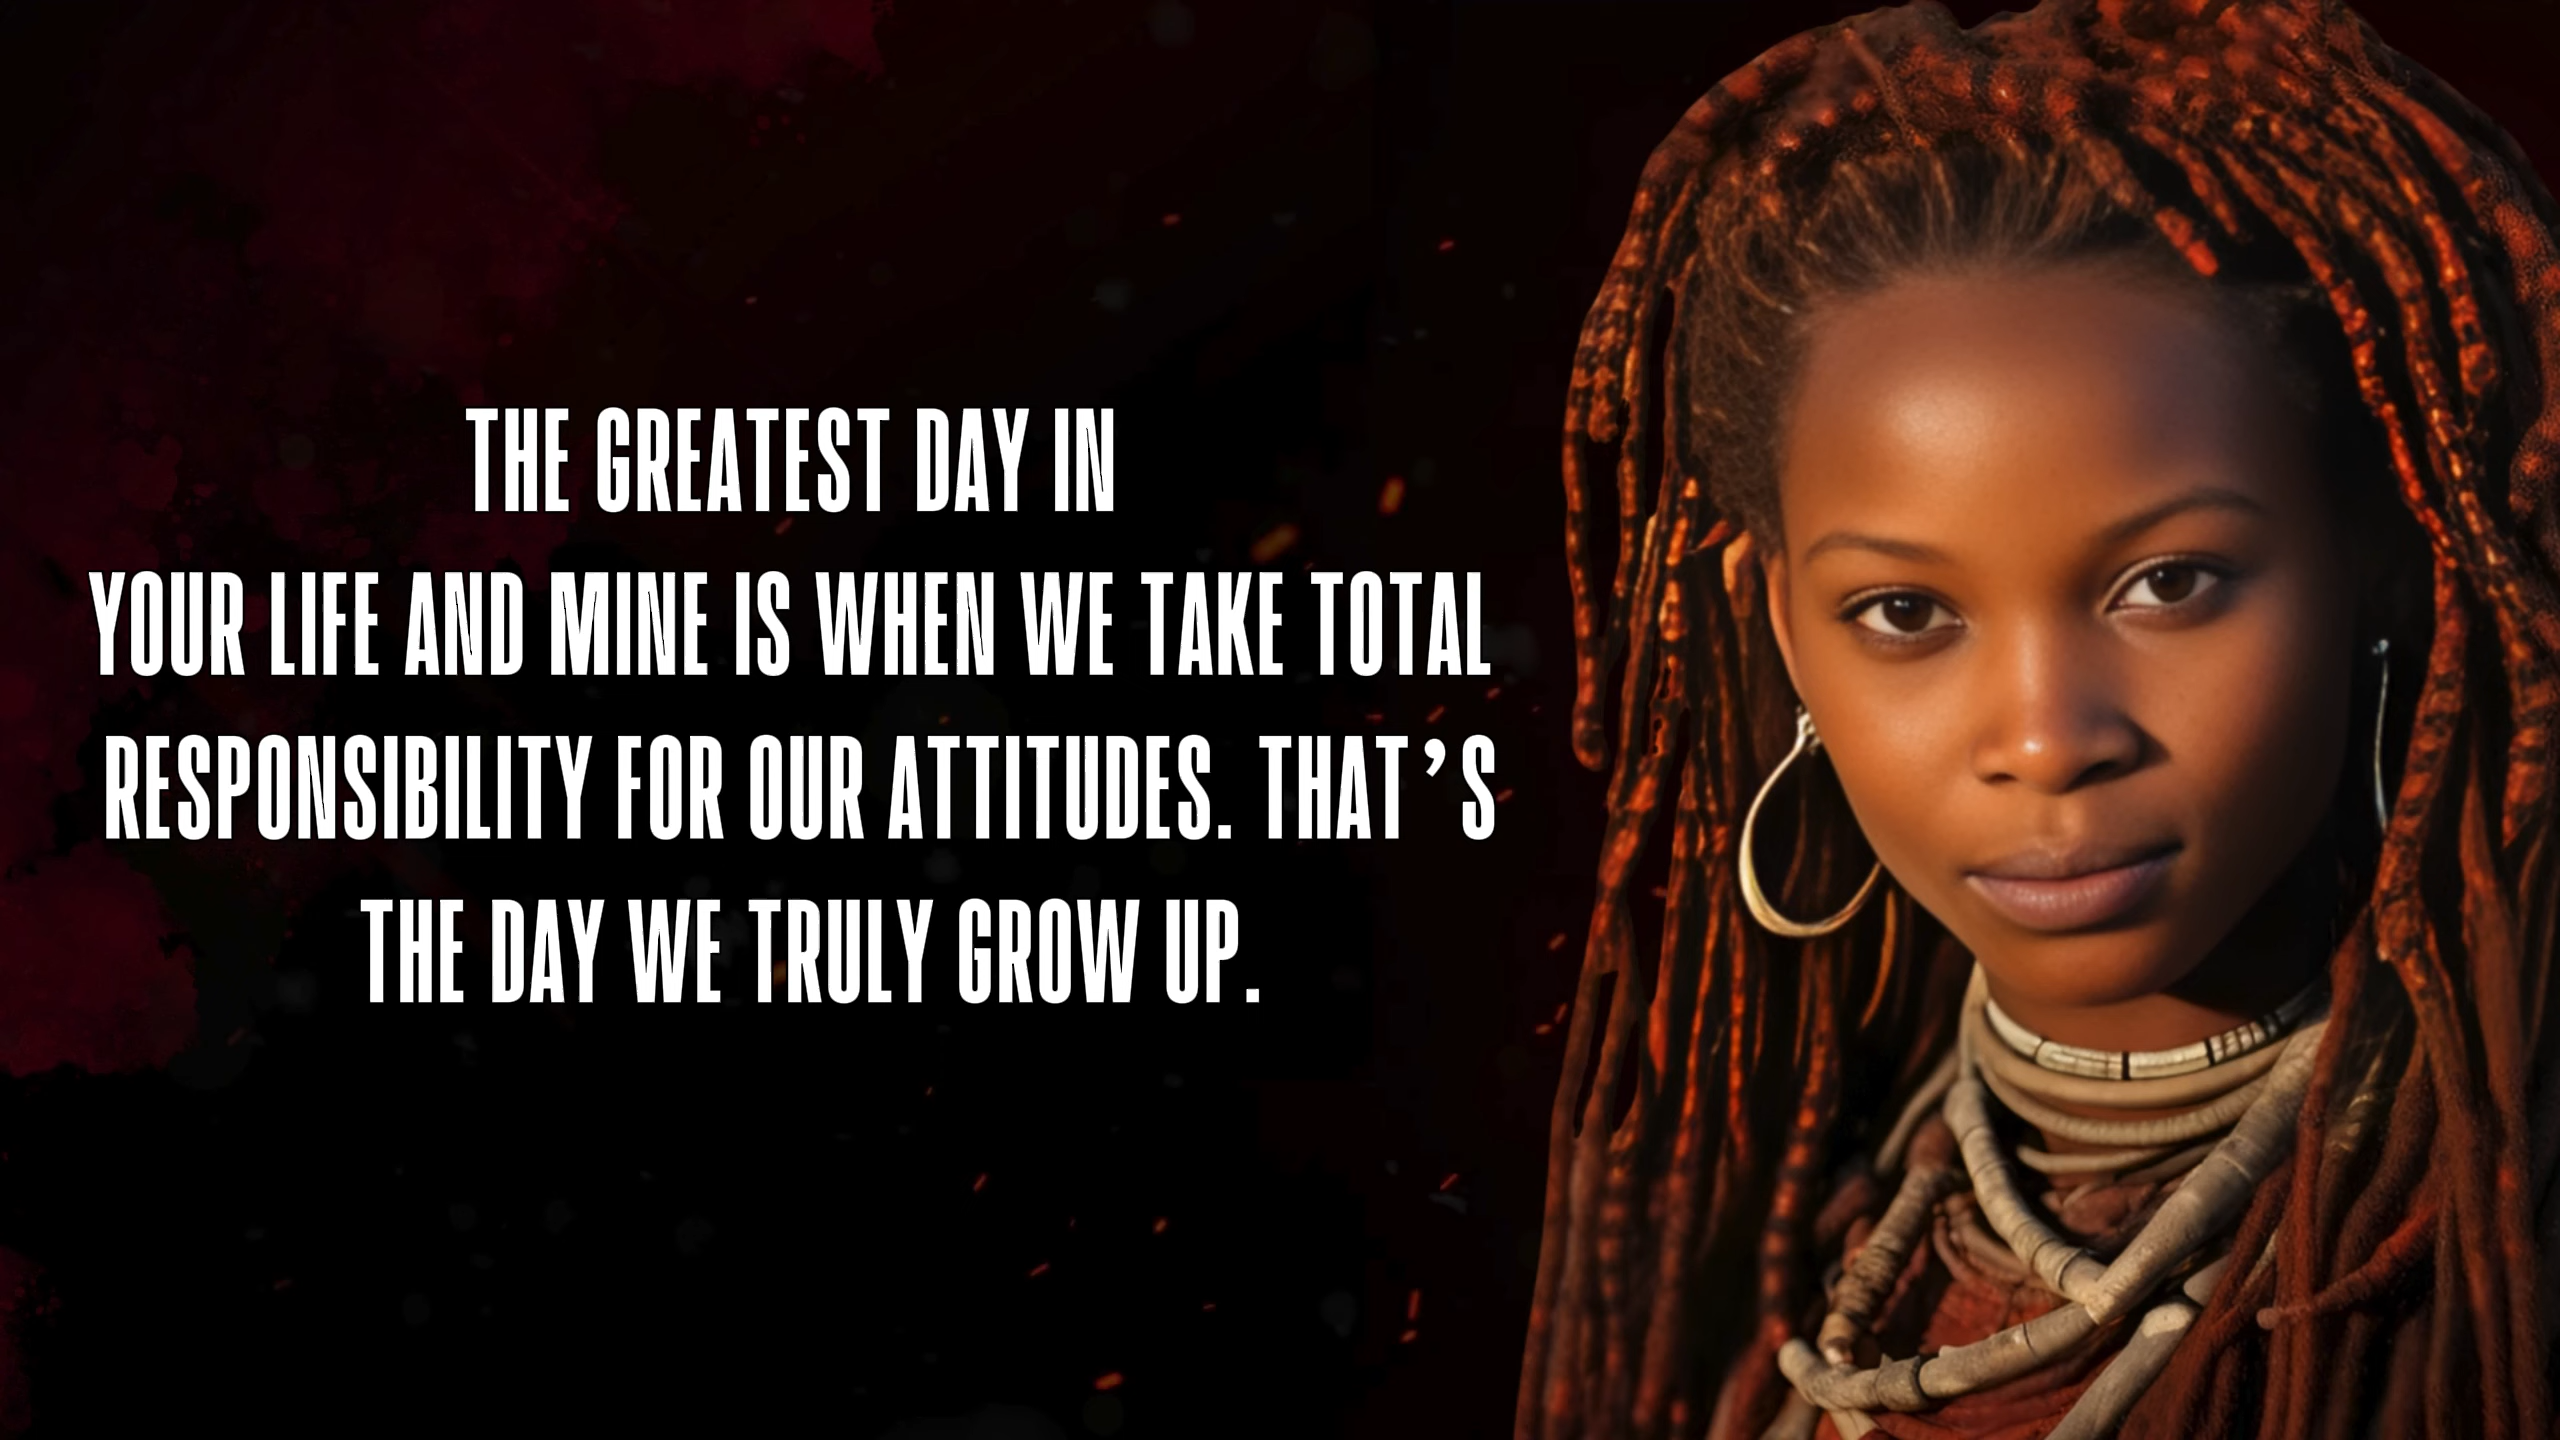 THE GREATEST DAY IN
YOUR LIFE AND MINE IS WHEN WE TAKE TOTAL
RESPONSIBILITY FOR OUR ATTITUDES. THAT’S
THE DAY WE TRULY GROW UP.